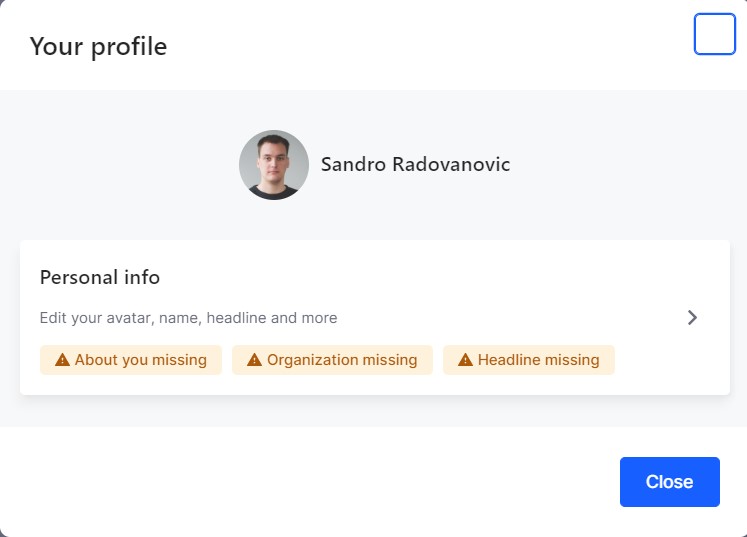 Your profile
Sandro Radovanovic
Personal info
Edit your avatar, name, headline and more
About you missing
Organization missing
Headline missing
Close